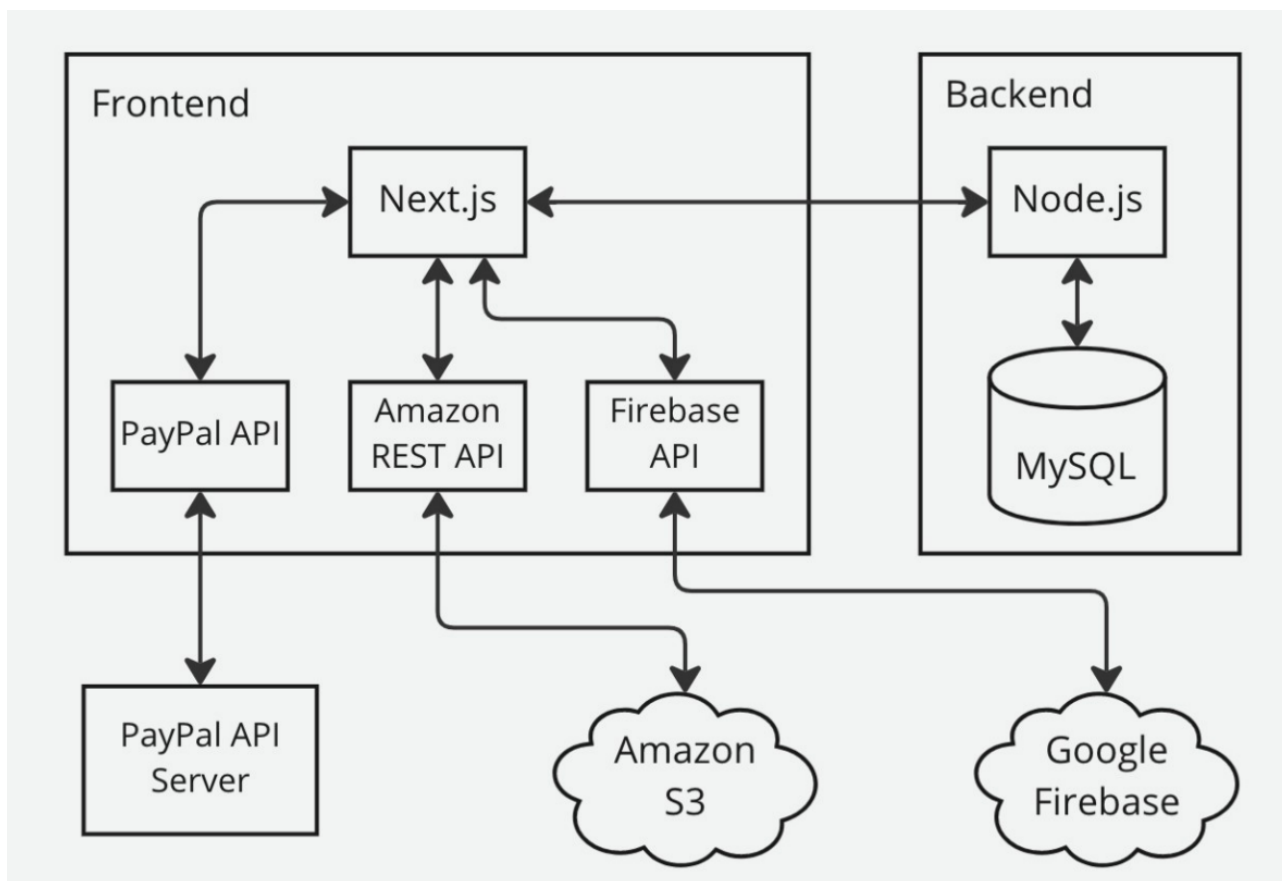 Frontend
Backend
Next.js
Node.js
PayPal API
Amazon
REST API
Firebase
API
MySQL
PayPal API
Server
Amazon
S3
Google
Firebase